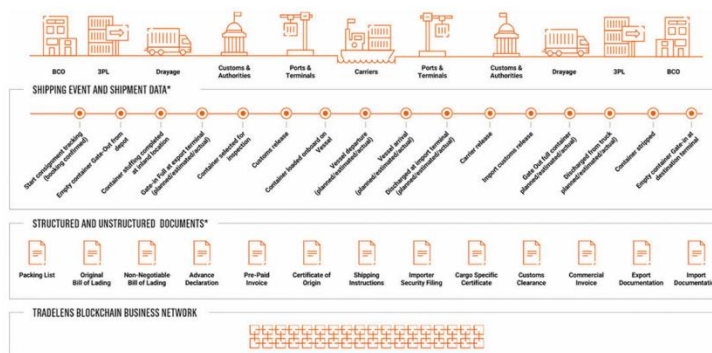 BCO
3PL
Drayage
Customs &
Authorities
Ports &
Terminals
Carriers
Ports &
Terminals
Customs &
Authorities
Drayage
3PL
BCO
SHIPPING EVENT AND SHIPMENT DATA*
Start consignment tracking
(booking confirmed)
Empty container Gate-Out from
depot
Container stuffing completed
at inland location
Gate-in Full at export terminal
(planned/estimated/actual)
Container selected for
inspection
Customs release
Container loaded onboard on
Vessel
Vessel departure
(planned/estimated/actual)
Vessel arrival
(planned/estimated/actual)
Discharged at import terminal
(planned/estimated/actual)
Carrier release
Import customs release
Gate Out full container
planned/estimated/actual)
Discharged from truck
planned/estimated/actual)
Container shipped
Empty container Gate-in at
destination terminal
STRUCTURED AND UNSTRUCTURED DOCUMENTS*
Packing List
Original
Bill of Lading
Non-Negotiable
Bill of Lading
Advance
Declaration
Pre-Paid
Invoice
Certificate of
Origin
Shipping
Instructions
Importer
Security Filing
Cargo Specific
Certificate
Customs
Clearance
Commercial
Invoice
Export
Documentation
Import
Documentatic
TRADELENS BLOCKCHAIN BUSINESS NETWORK